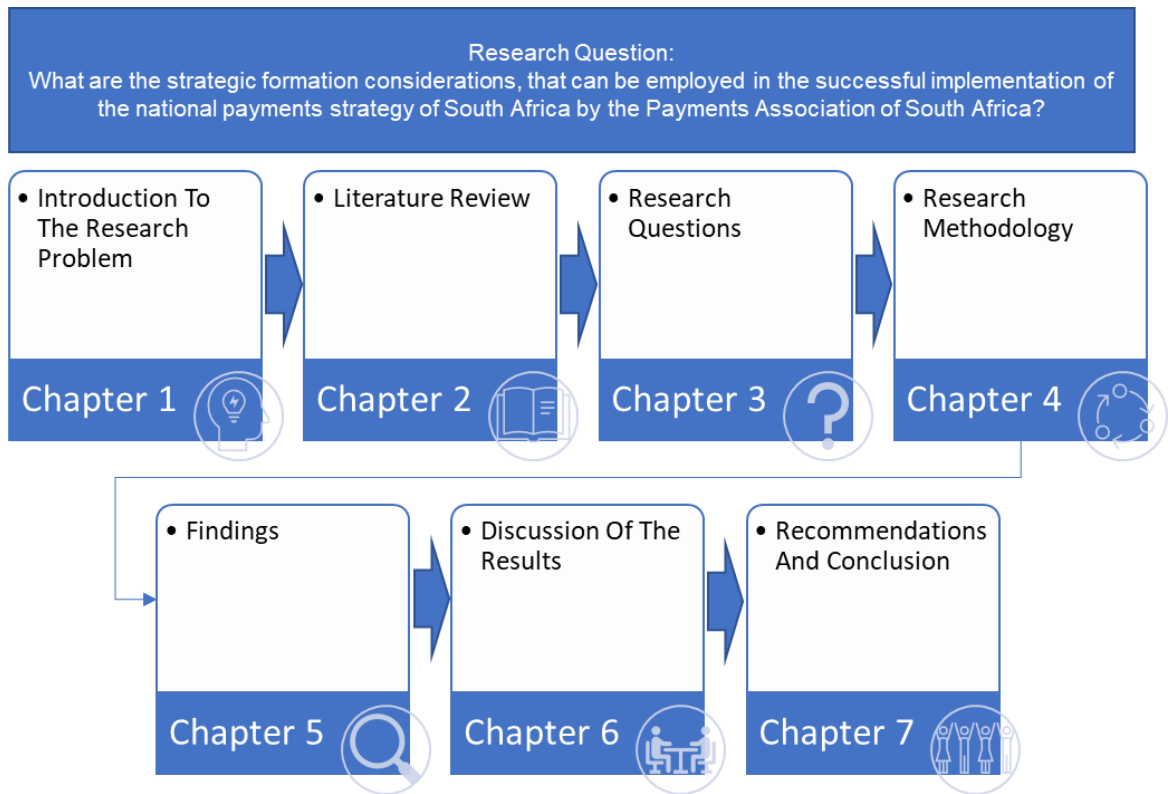 Research Question:
What are the strategic formation considerations, that can be employed in the successful implementation of
the national payments strategy of South Africa by the Payments Association of South Africa?
• Introduction To
The Research
Problem
Chapter 1
• Literature Review
Chapter 2
• Research
Questions
Chapter 3
?
• Research
Methodology
Chapter 4
• Findings
Chapter 5
• Discussion Of The
Results
Chapter 6
• Recommendations
And Conclusion
Chapter 7